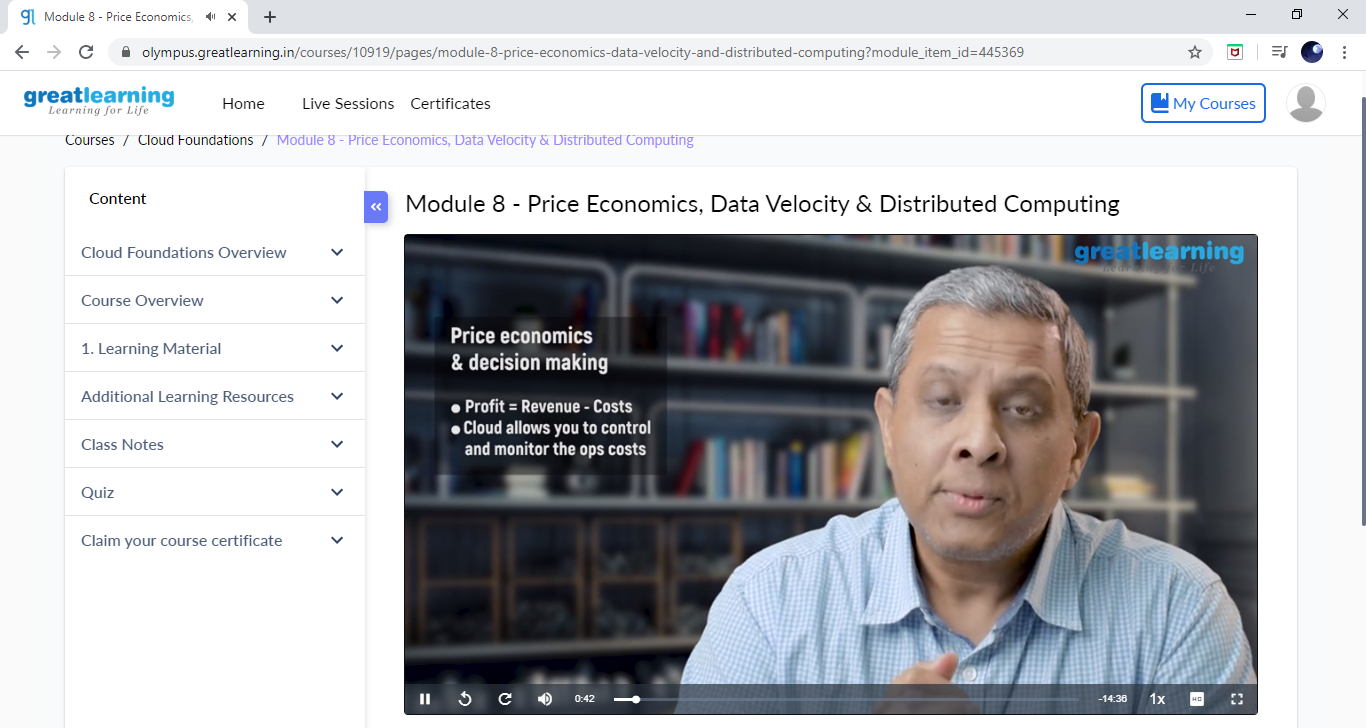 Module 8 - Price Economics,
olympus.greatlearning.in/courses/10919/pages/module-8-price-economics-data-velocity-and-distributed-computing?module_item_id=445369
greatlearning
Learning for Life
Home
Live Sessions
Certificates
My Courses
Courses / Cloud Foundations / Module 8 - Price Economics, Data Velocity & Distributed Computing
Content
Cloud Foundations Overview
Course Overview
1. Learning Material
Additional Learning Resources
Class Notes
Quiz
Claim your course certificate
«
Module 8 - Price Economics, Data Velocity & Distributed Computing
greatlearning
Learning for Life
Price economics
& decision making
● Profit = Revenue - Costs
● Cloud allows you to control
and monitor the ops costs
0:42
-14:36
1x
HD